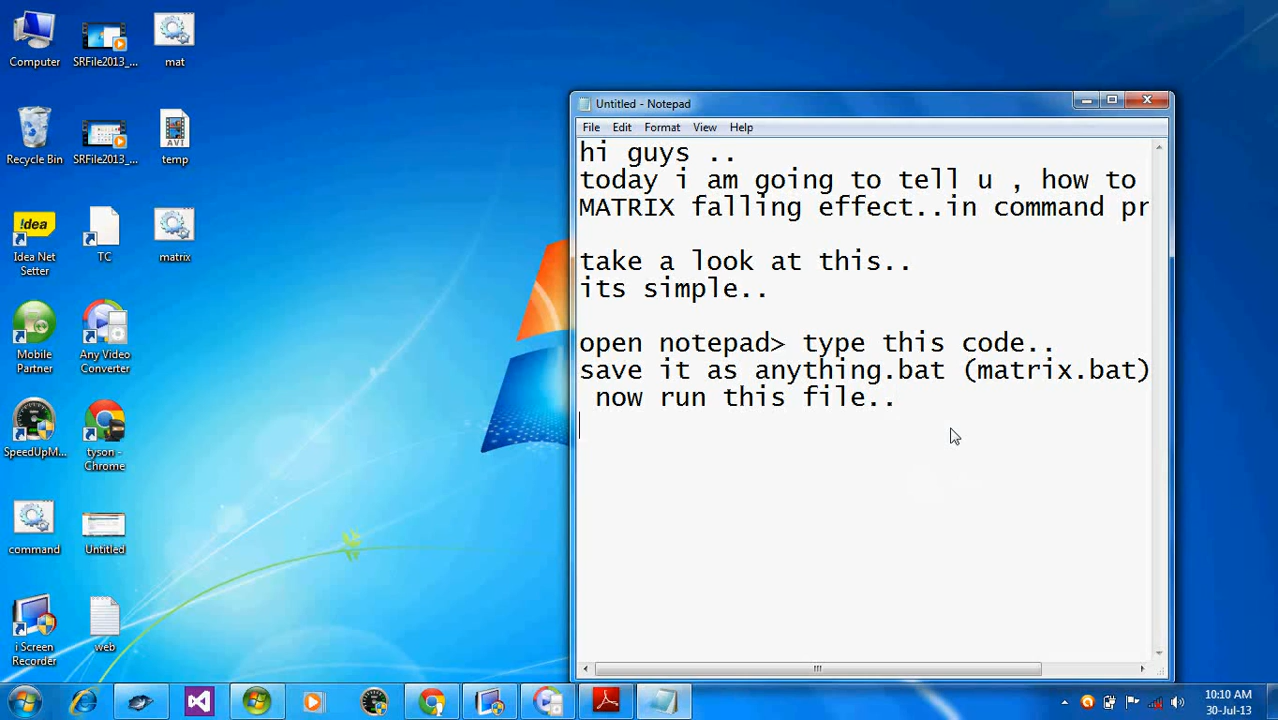 Computer
SRFile2013_...
mat
Recycle Bin
SRFile2013_...
AVI
temp
!dea
Idea Net
Setter
TC
matrix
Mobile
Partner
Any Video
Converter
SpeedUpM...
tyson -
Chrome
command
Untitled
i Screen
Recorder
web
Untitled - Notepad
File Edit Format View Help
hi guys ..
today i am going to tell u , how to
MATRIX falling effect..in command pr
take a look at this..
its simple..
open notepad> type this code..
save it as anything.bat (matrix.bat)
now run this file..
10:10 AM
30-Jul-13